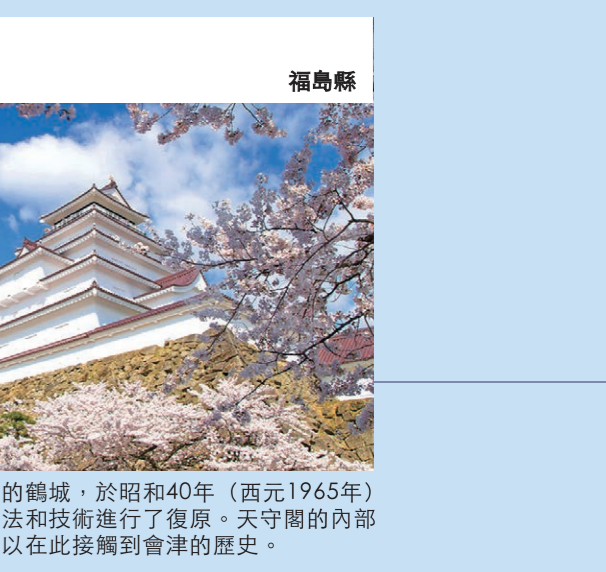 福島縣
的鶴城，於昭和40年（西元1965年）
法和技術進行了復原。天守閣的內部
以在此接觸到會津的歷史。